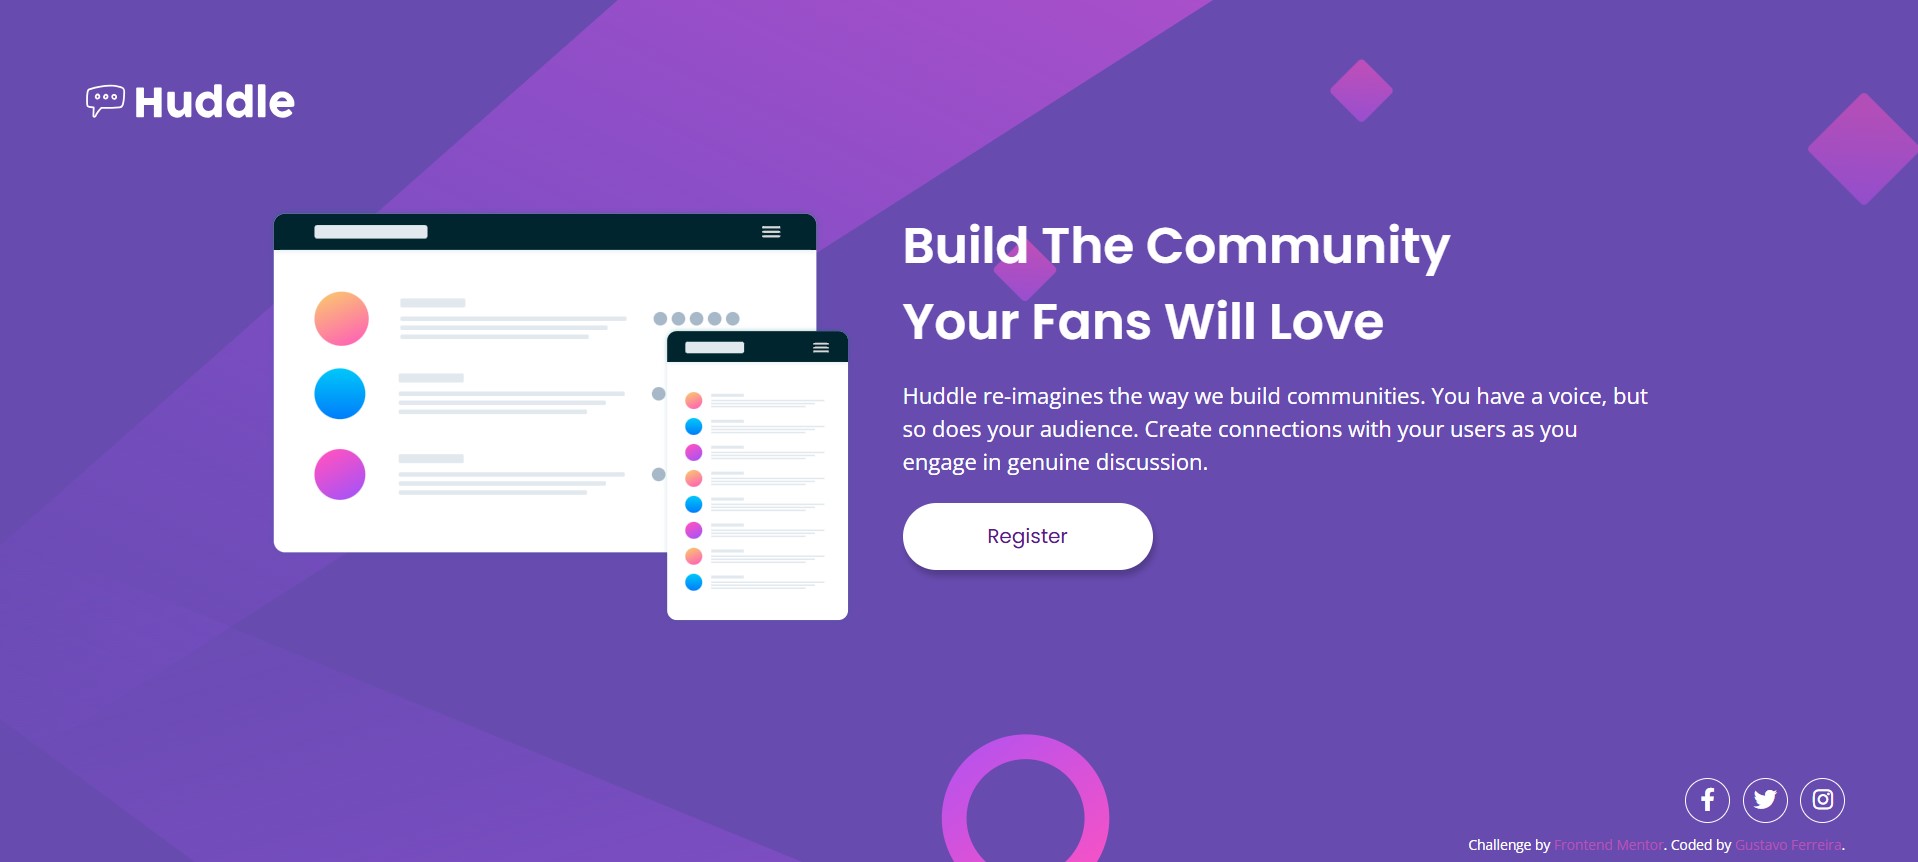 Huddle
Build The Community
Your Fans Will Love
Huddle re-imagines the way we build communities. You have a voice, but
so does your audience. Create connections with your users as you
engage in genuine discussion.
Register
Challenge by Frontend Mentor. Coded by Gustavo Ferreira.